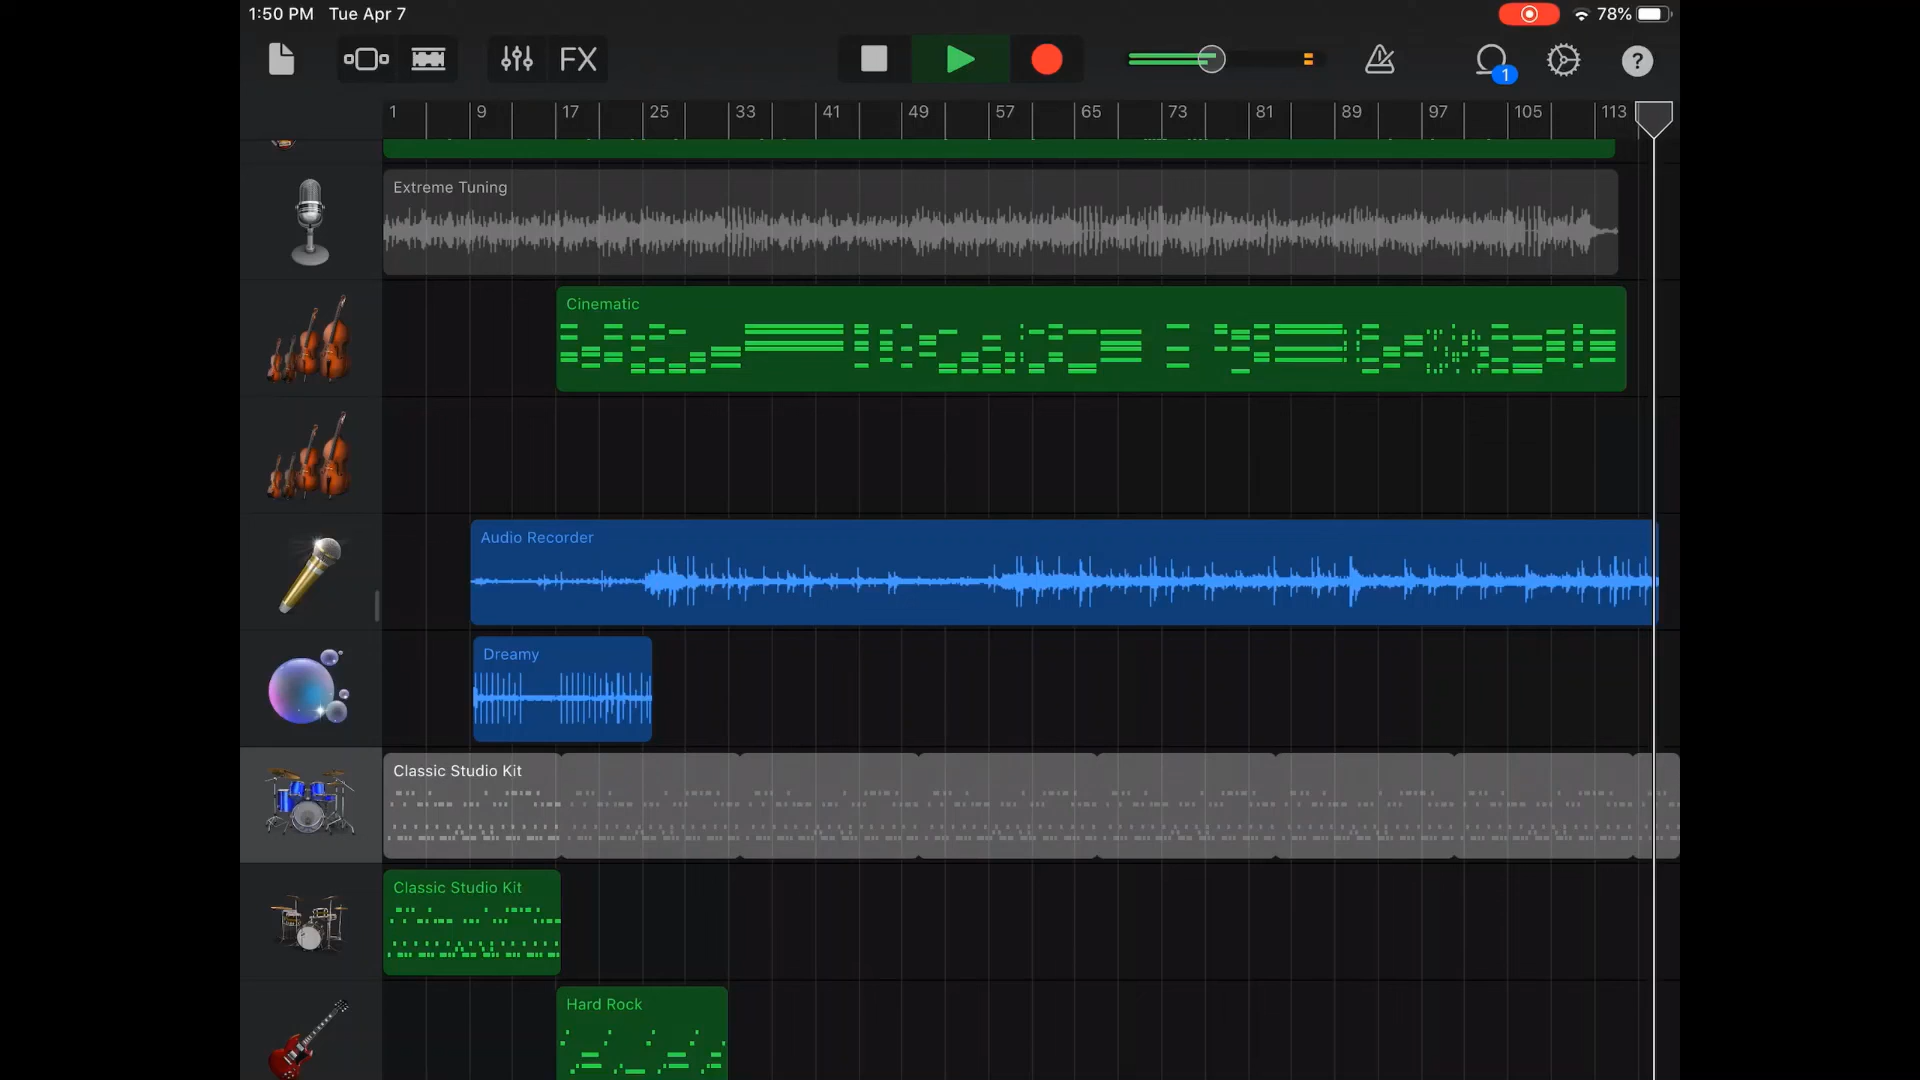 1:50 PM Tue Apr 7 78%
FX 1 ?
1 9 17 25 33 41 49 57 65 73 81 89 97 105 113
Extreme Tuning
Cinematic
Audio Recorder
Dreamy
Classic Studio Kit
Classic Studio Kit
Hard Rock